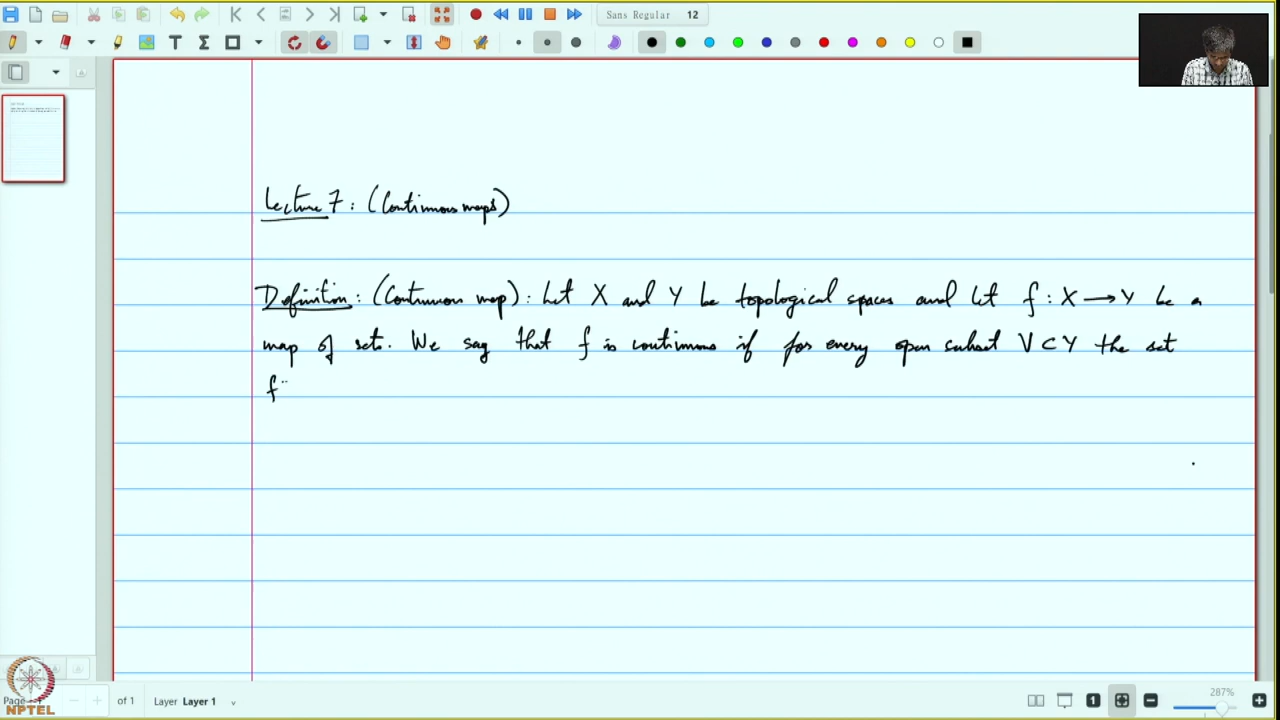 Sans Regular 12
Lecture 7 : (Continuous maps)
Definition : (Continuous map) : Let X and Y be topological spaces and let f : X → Y be a
map of sets. We say that f is continuous if for every open subset V ⊂ Y the set
f
287%
Page
of 1
Layer Layer 1
NPTEL